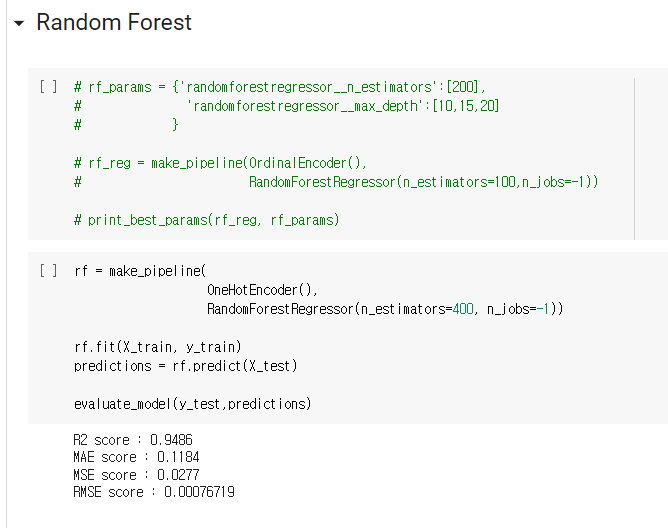 Random Forest
[ ] # rf_params = {'randomforestregressor__n_estimators':[200],
# 'randomforestregressor__max_depth':[10,15,20]
# }
# rf_reg = make_pipeline(OrdinalEncoder(),
# RandomForestRegressor(n_estimators=100,n_jobs=-1))
# print_best_params(rf_reg, rf_params)
[ ] rf = make_pipeline(
OneHotEncoder(),
RandomForestRegressor(n_estimators=400, n_jobs=-1))
rf.fit(X_train, y_train)
predictions = rf.predict(X_test)
evaluate_model(y_test,predictions)
R2 score : 0.9486
MAE score : 0.1184
MSE score : 0.0277
RMSE score : 0.00076719